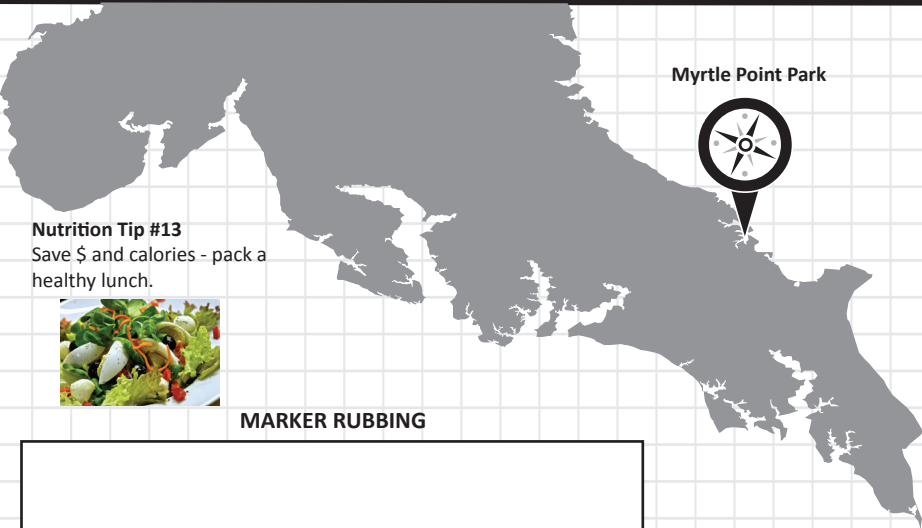 Myrtle Point Park
Nutrition Tip #13
Save $ and calories - pack a
healthy lunch.
MARKER RUBBING